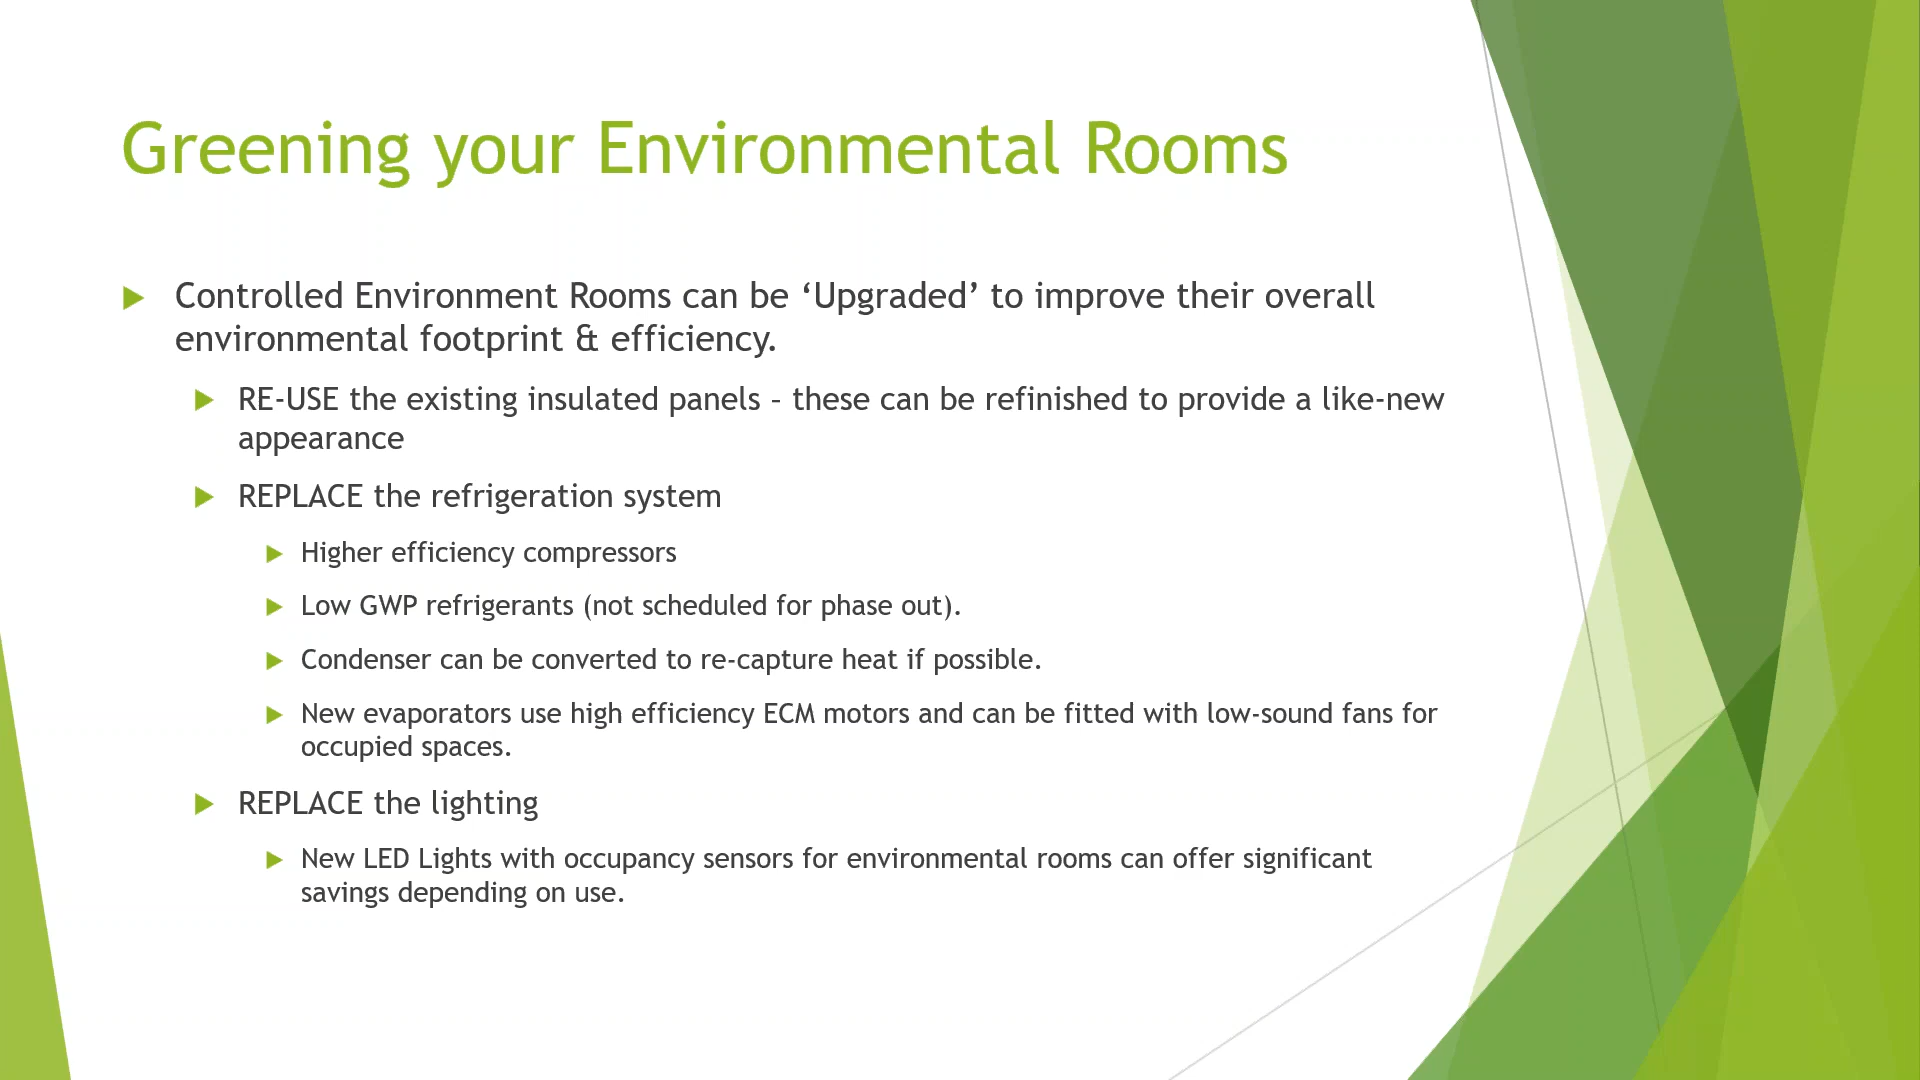 Greening your Environmental Rooms
Controlled Environment Rooms can be ‘Upgraded’ to improve their overall
environmental footprint & efficiency.
RE-USE the existing insulated panels – these can be refinished to provide a like-new
appearance
REPLACE the refrigeration system
Higher efficiency compressors
Low GWP refrigerants (not scheduled for phase out).
Condenser can be converted to re-capture heat if possible.
New evaporators use high efficiency ECM motors and can be fitted with low-sound fans for
occupied spaces.
REPLACE the lighting
New LED Lights with occupancy sensors for environmental rooms can offer significant
savings depending on use.